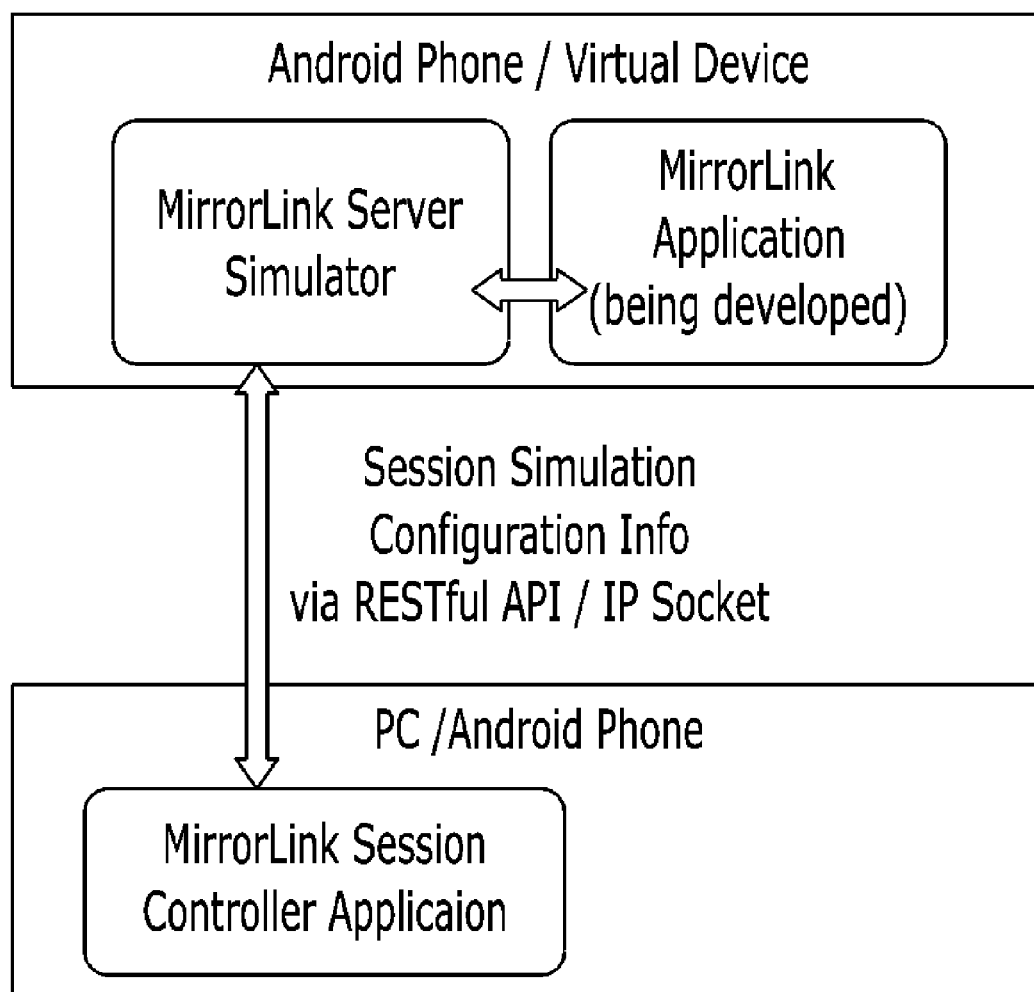 Android Phone / Virtual Device
MirrorLink Server
Simulator
MirrorLink
Application
(being developed)
Session Simulation
Configuration Info
via RESTful API / IP Socket
PC /Android Phone
MirrorLink Session
Controller Applicaion